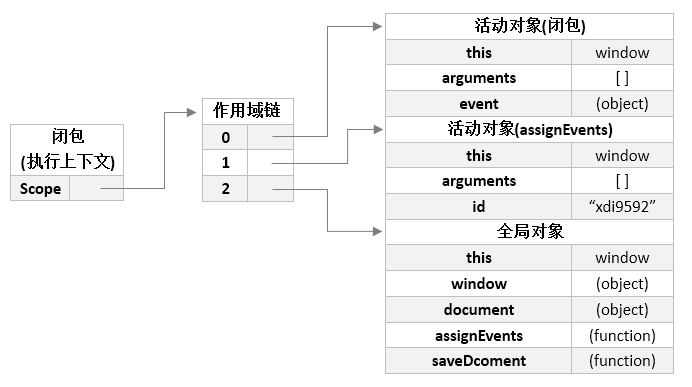 闭包
(执行上下文)
Scope
作用域链
0
1
2
活动对象(闭包)
this window
arguments [ ]
event (object)
活动对象(assignEvents)
this window
arguments [ ]
id “xdi9592”
全局对象
this window
window (object)
document (object)
assignEvents (function)
saveDcoment (function)